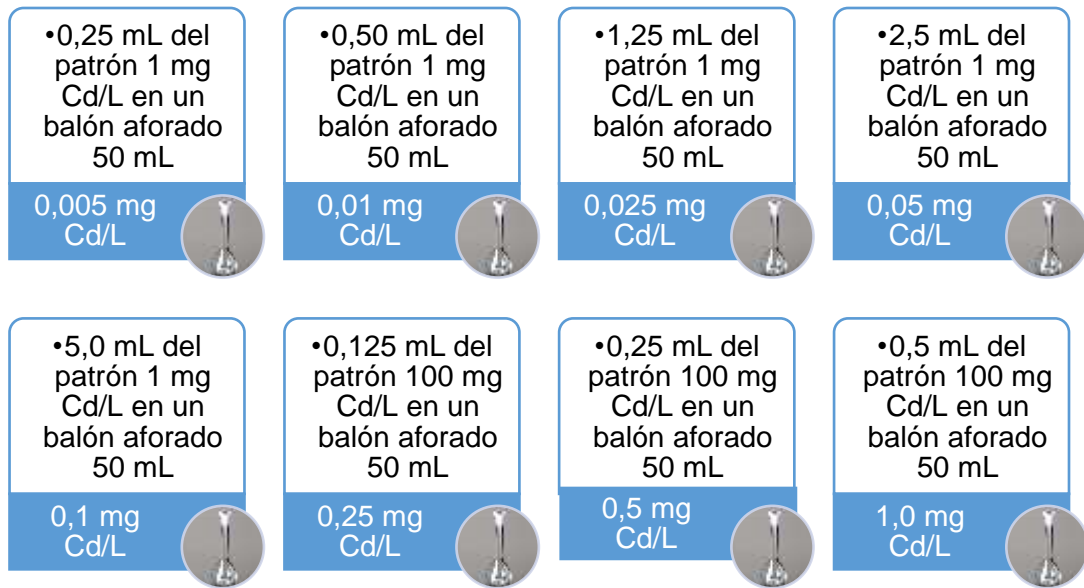 •0,25 mL del
patrón 1 mg
Cd/L en un
balón aforado
50 mL
0,005 mg
Cd/L
•0,50 mL del
patrón 1 mg
Cd/L en un
balón aforado
50 mL
0,01 mg
Cd/L
•1,25 mL del
patrón 1 mg
Cd/L en un
balón aforado
50 mL
0,025 mg
Cd/L
•2,5 mL del
patrón 1 mg
Cd/L en un
balón aforado
50 mL
0,05 mg
Cd/L
•5,0 mL del
patrón 1 mg
Cd/L en un
balón aforado
50 mL
0,1 mg
Cd/L
•0,125 mL del
patrón 100 mg
Cd/L en un
balón aforado
50 mL
0,25 mg
Cd/L
•0,25 mL del
patrón 100 mg
Cd/L en un
balón aforado
50 mL
0,5 mg
Cd/L
•0,5 mL del
patrón 100 mg
Cd/L en un
balón aforado
50 mL
1,0 mg
Cd/L